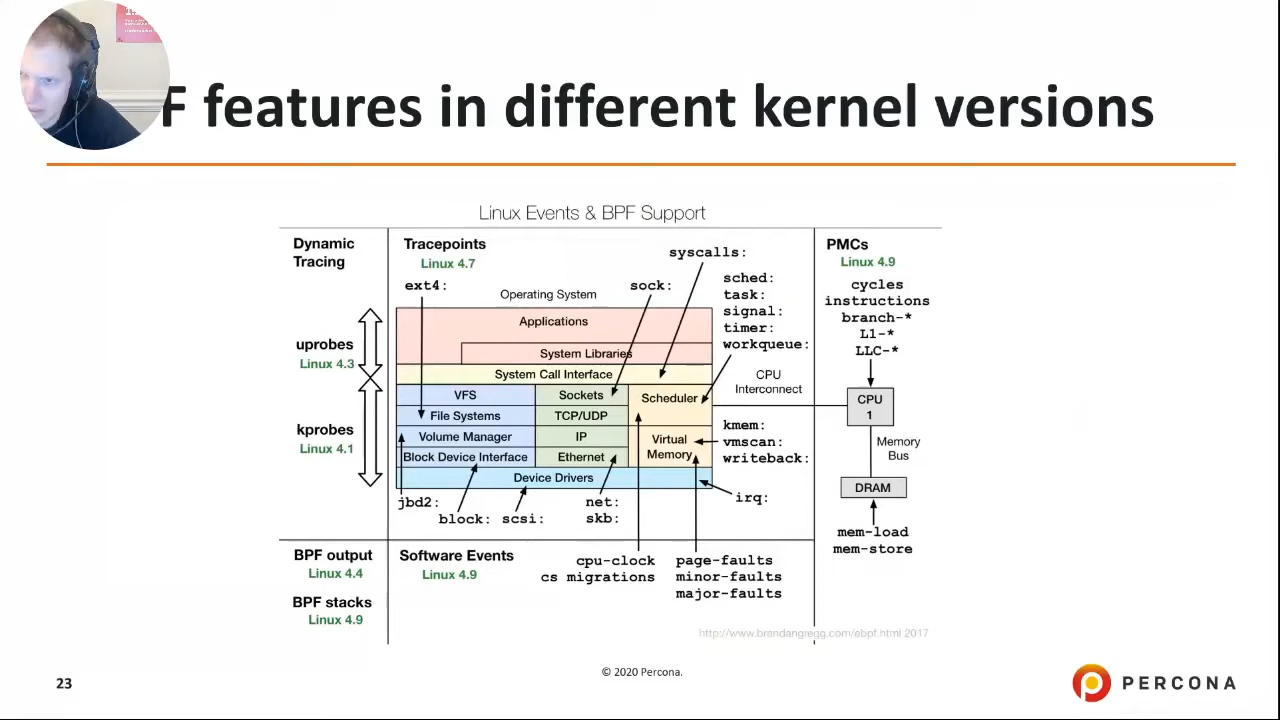 F features in different kernel versions
Linux Events & BPF Support
Dynamic
Tracing
Tracepoints
Linux 4.7
syscalls:
PMCs
Linux 4.9
ext4:
Operating System
sock:
sched:
task:
signal:
timer:
workqueue:
cycles
instructions
branch-*
L1-*
LLC-*
Applications
System Libraries
uprobes
Linux 4.3
System Call Interface
CPU
Interconnect
VFS
Sockets
Scheduler
CPU
1
File Systems
TCP/UDP
kprobes
Linux 4.1
Volume Manager
IP
Virtual
Memory
kmem:
vmscan:
writeback:
Memory
Bus
Block Device Interface
Ethernet
Device Drivers
DRAM
jbd2:
block:
scsi:
net:
skb:
irq:
mem-load
mem-store
BPF output
Linux 4.4
BPF stacks
Linux 4.9
Software Events
Linux 4.9
cpu-clock
cs migrations
page-faults
minor-faults
major-faults
http://www.brendangregg.com/ebpf.html 2017
23
© 2020 Percona.
PERCONA